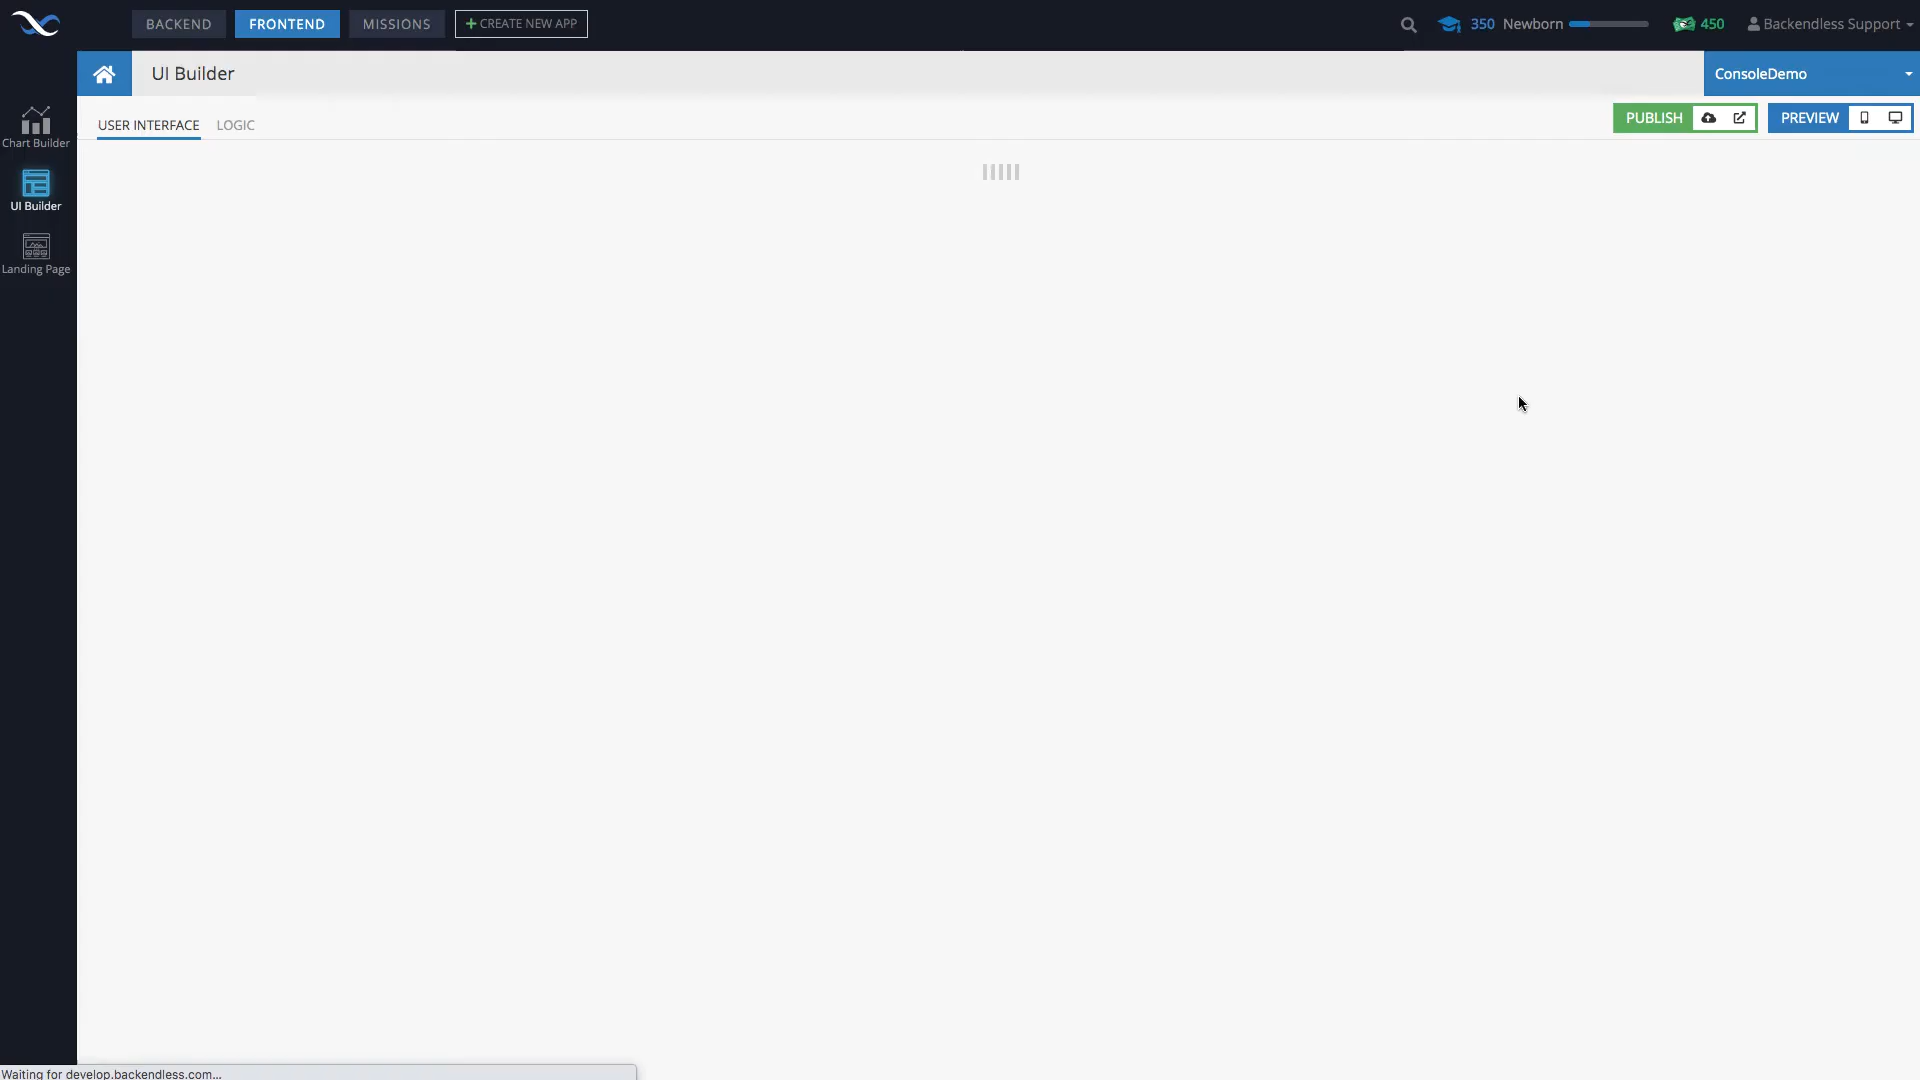 BACKEND FRONTEND MISSIONS + CREATE NEW APP 350 Newborn 450 Backendless Support
UI Builder ConsoleDemo
USER INTERFACE LOGIC PUBLISH PREVIEW
Chart Builder
UI Builder
Landing Page
Waiting for develop.backendless.com...